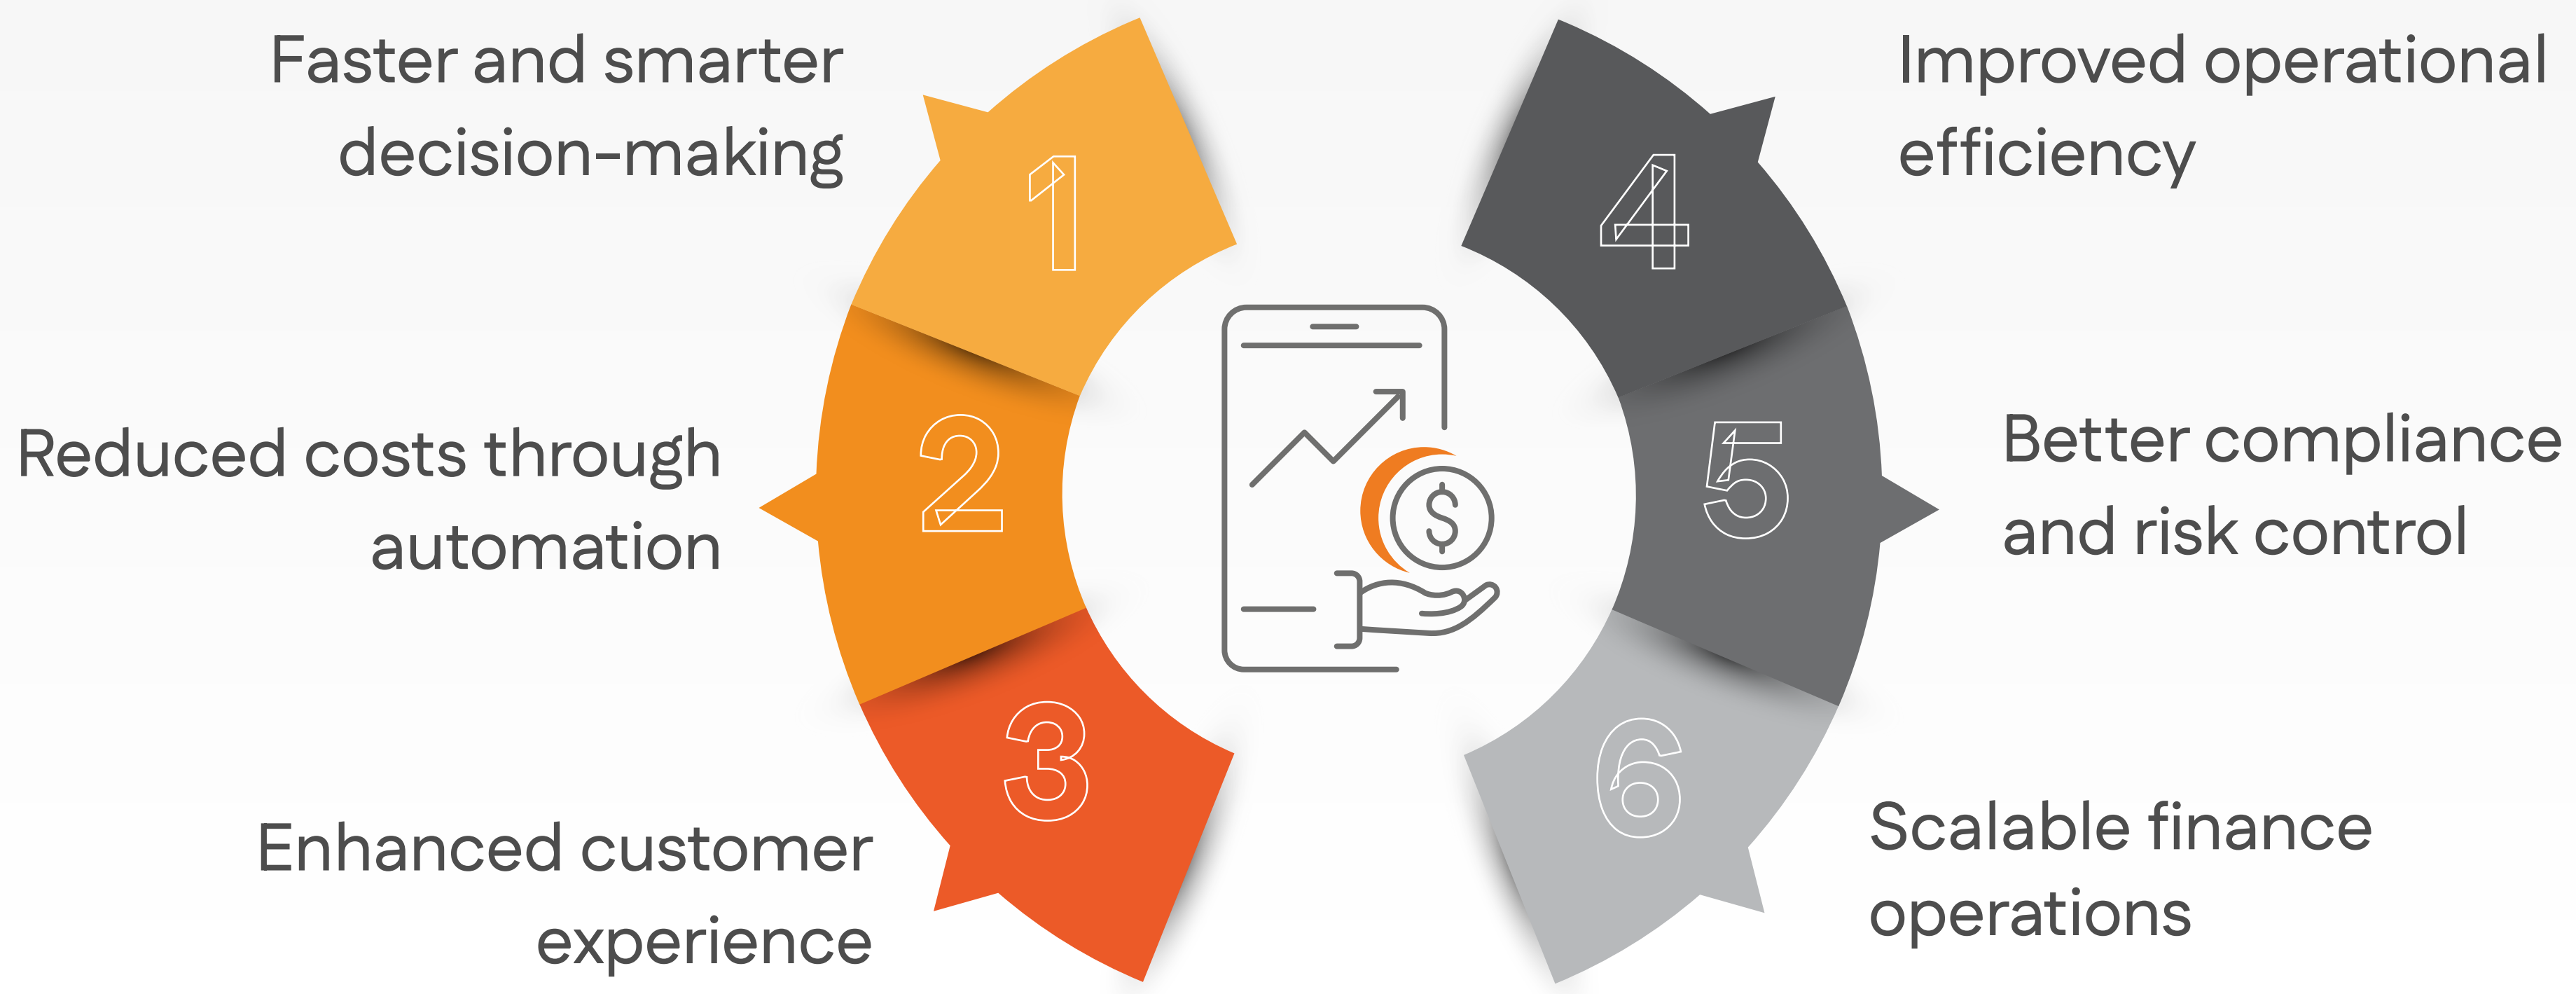 Faster and smarter
decision-making
1
Reduced costs through
automation
2
Enhanced customer
experience
3
Improved operational
efficiency
4
Better compliance
and risk control
5
Scalable finance
operations
6
$